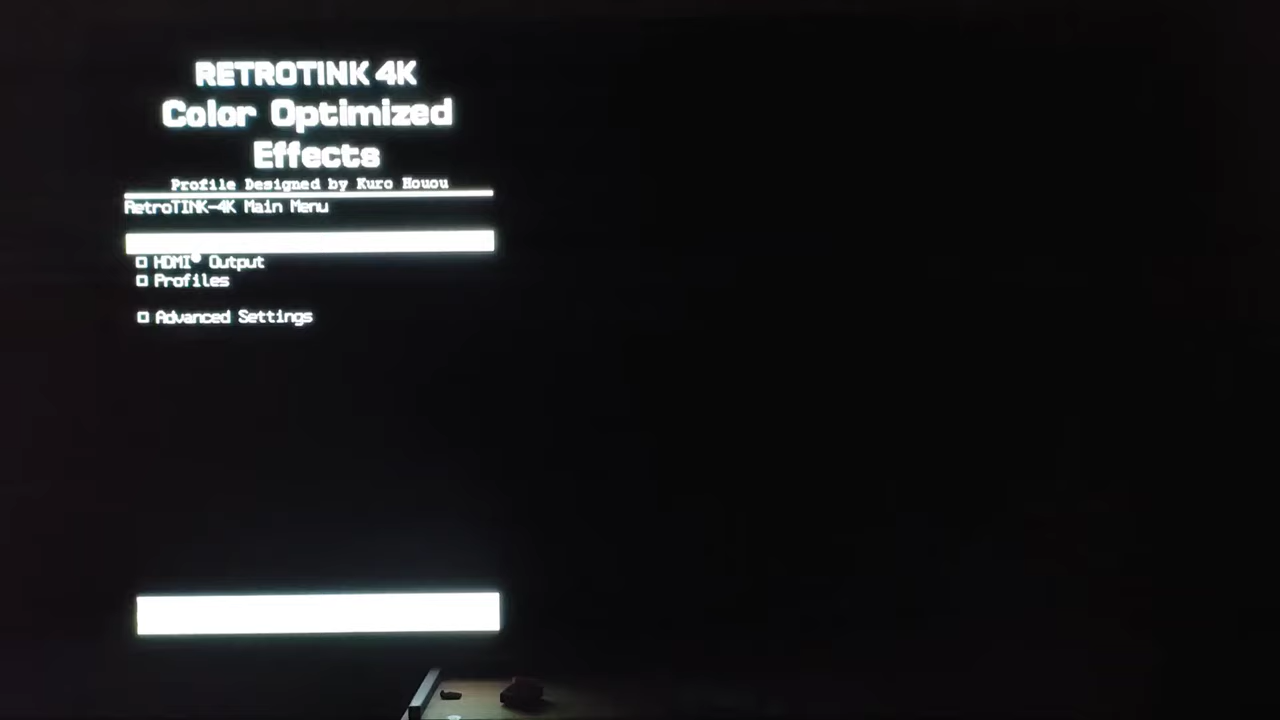 RETROTINK 4K
Color Optimized
Effects
Profile Designed by Kuro Houou
RetroTINK-4K Main Menu
HDMI® Output
Profiles
Advanced Settings